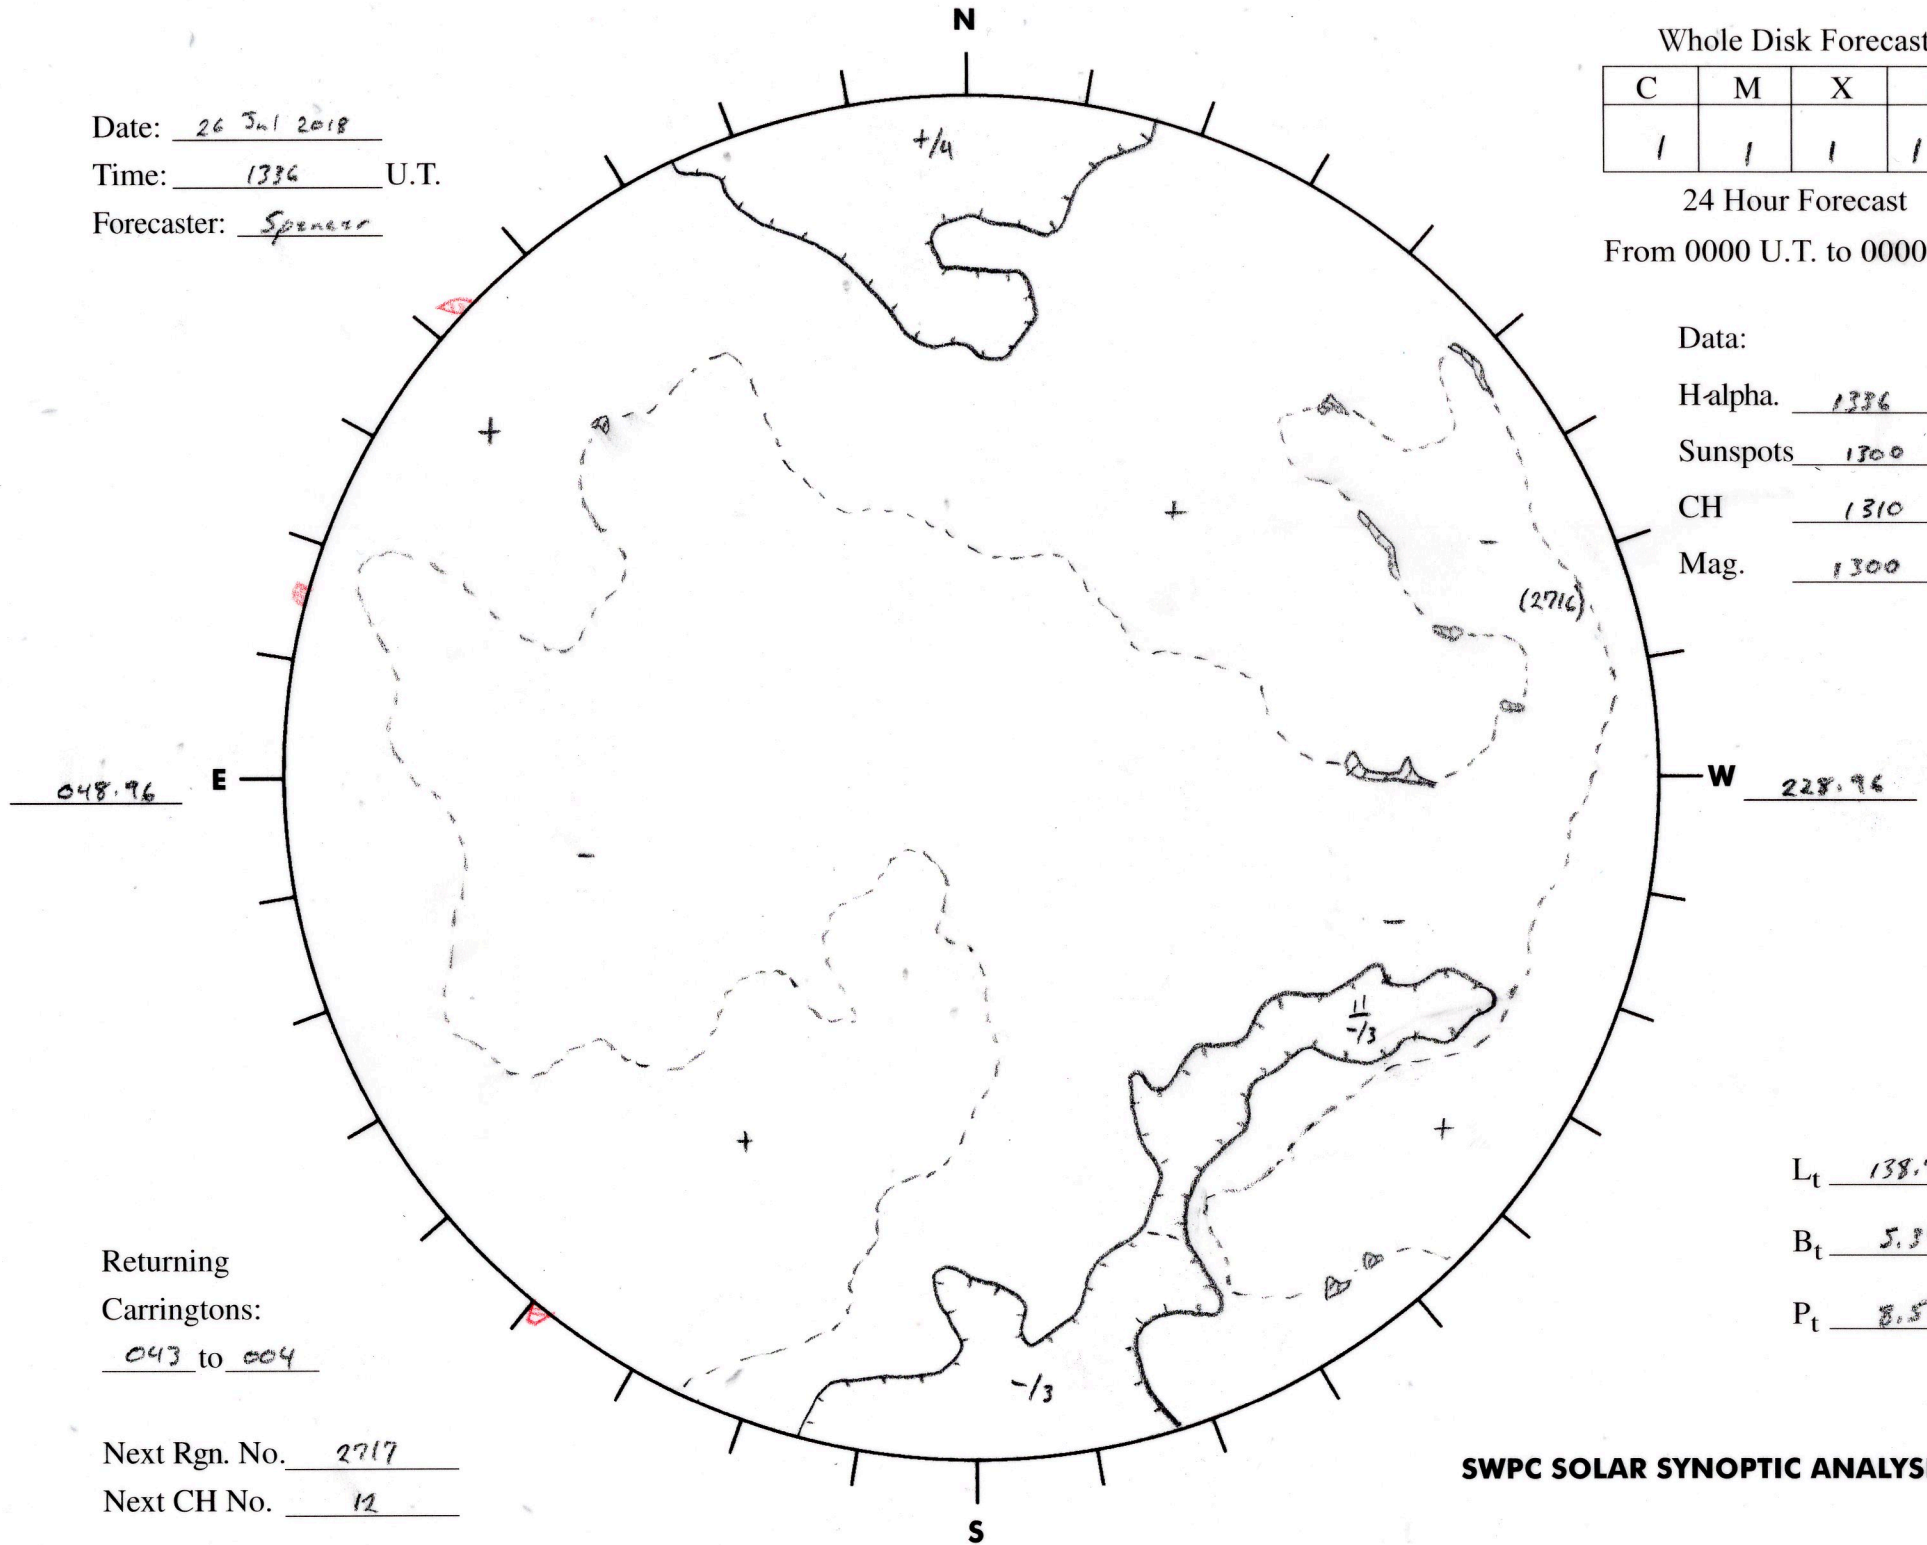 N
Whole Disk Forecast
C M X
1 1 1 1
24 Hour Forecast
From 0000 U.T. to 0000
Date: 26 Jul 2018
Time: 1336 U.T.
Forecaster: Spencer
+/4
Data:
H-alpha. 1336
Sunspots 1300
CH 1310
Mag. 1300
+
+
-
(2716)
048.96 E
W 228.96
-
-
11
-/3
+
+
Lt 138.
Bt 5.3
Pt 8.5
Returning
Carringtons:
043 to 004
-/3
Next Rgn. No. 2717
Next CH No. 12
SWPC SOLAR SYNOPTIC ANALYS
S